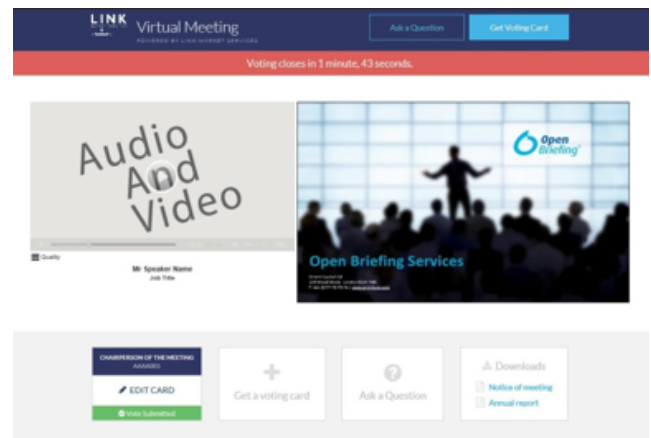 LINK
Virtual Meeting
POWERED BY LINK MARKET SERVICES
Ask a Question
Get Voting Card
Voting closes in 1 minute, 43 seconds.
Audio
And
Video
Open
Briefing
Quality
Mr Speaker Name
Job Title
Open Briefing Services
CHAIRPERSON OF THE MEETING
EDIT CARD
Vote Submitted
Get a voting card
Ask a Question
Downloads
Notice of meeting
Annual report